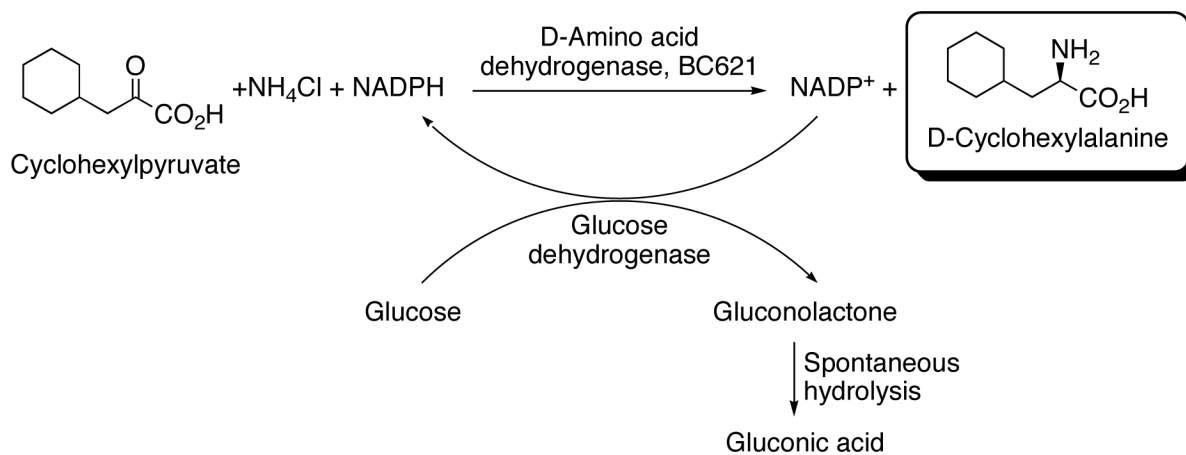 D-Amino acid
dehydrogenase, BC621
O
CO2H
+NH4Cl + NADPH
NADP+ +
NH2
CO2H
Cyclohexylpyruvate
D-Cyclohexylalanine
Glucose
dehydrogenase
Glucose
Gluconolactone
Spontaneous
hydrolysis
Gluconic acid